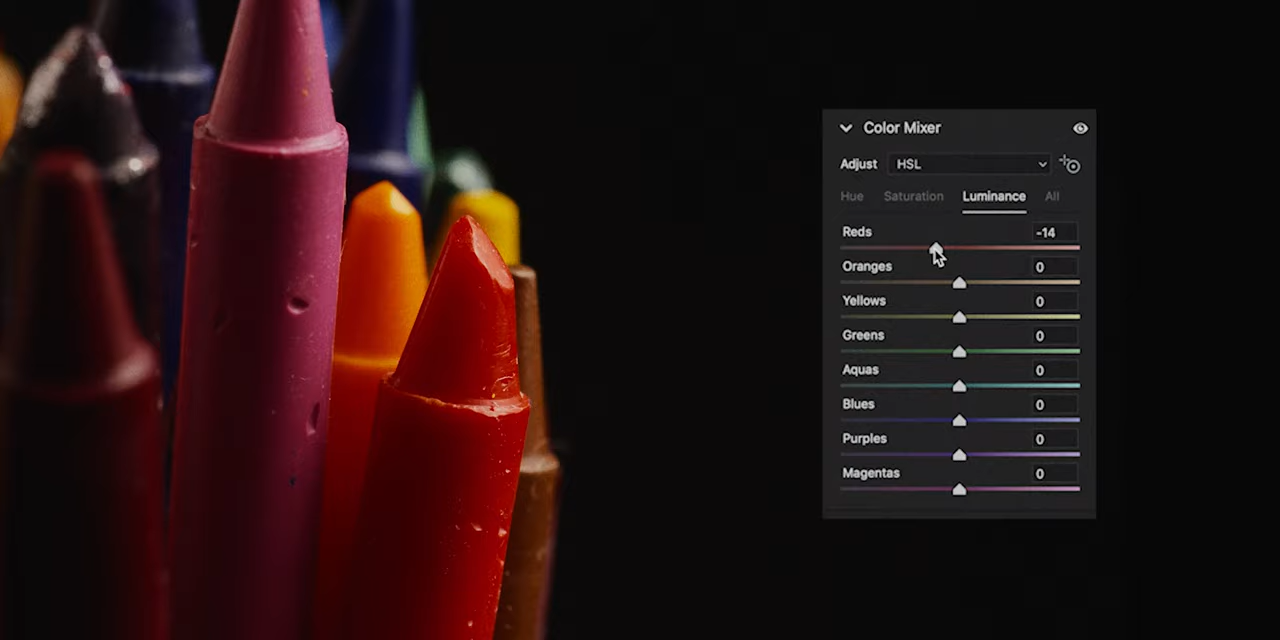 Color Mixer
Adjust HSL
Hue Saturation Luminance All
Reds -14
Oranges 0
Yellows 0
Greens 0
Aquas 0
Blues 0
Purples 0
Magentas 0